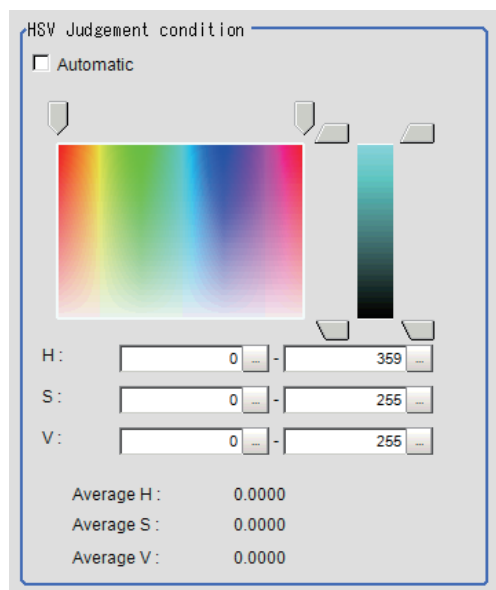 HSV Judgement condition
Automatic
H : 0 ... - 359 ...
S : 0 ... - 255 ...
V : 0 ... - 255 ...
Average H : 0.0000
Average S : 0.0000
Average V : 0.0000